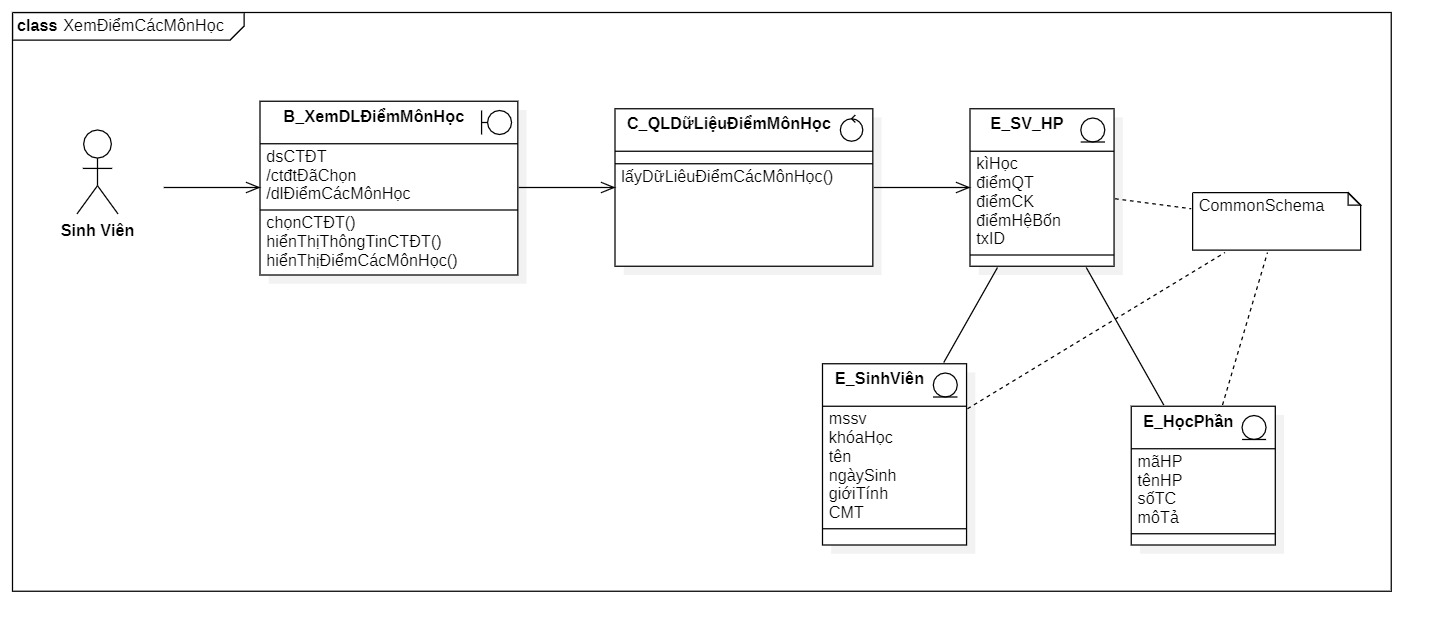 class XemĐiểmCácMônHọc
Sinh Viên
B_XemDLĐiểmMônHọc
dsCTĐT
/ctđtĐãChọn
/dlĐiểmCácMônHọc
chọnCTĐT()
hiểnThịThôngTinCTĐT()
hiểnThịĐiểmCácMônHọc()
C_QLDữLiệuĐiểmMônHọc
lấyDữLiêuĐiểmCácMônHọc()
E_SV_HP
kìHọc
điểmQT
điểmCK
điểmHệBốn
txID
CommonSchema
E_SinhViên
mssv
khóaHọc
tên
ngàySinh
giớiTính
CMT
E_HọcPhần
mãHP
tênHP
sốTC
môTả